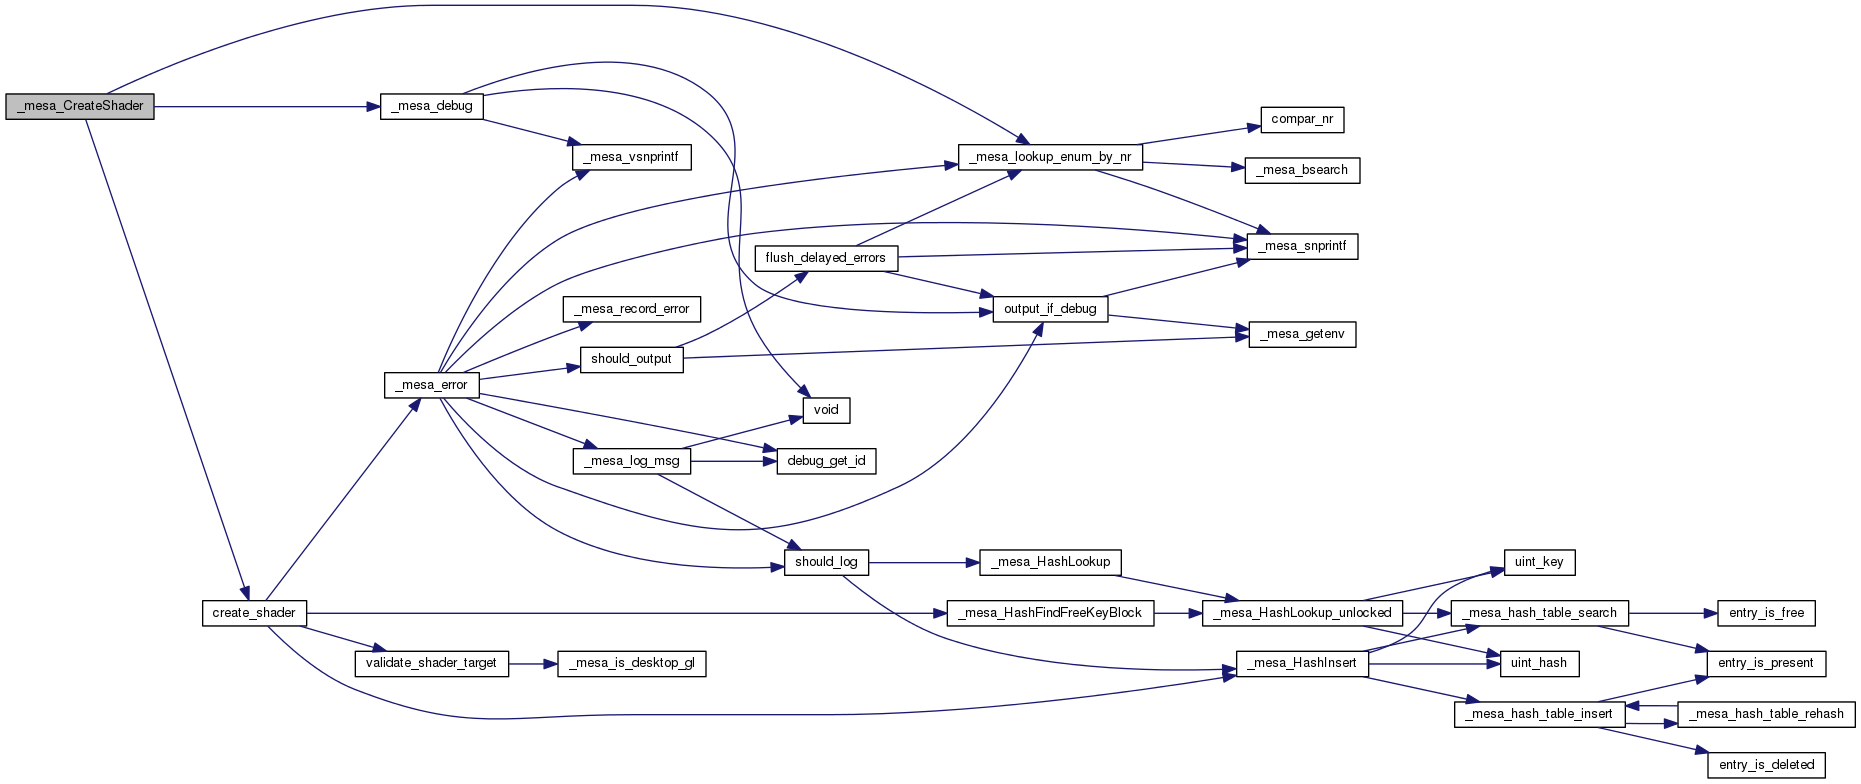 _mesa_CreateShader
_mesa_debug
_mesa_vsnprintf
_mesa_lookup_enum_by_nr
compar_nr
_mesa_bsearch
_mesa_snprintf
flush_delayed_errors
_mesa_record_error
output_if_debug
_mesa_getenv
should_output
_mesa_error
void
_mesa_log_msg
debug_get_id
should_log
_mesa_HashLookup
uint_key
create_shader
_mesa_HashFindFreeKeyBlock
_mesa_HashLookup_unlocked
_mesa_hash_table_search
entry_is_free
validate_shader_target
_mesa_is_desktop_gl
_mesa_HashInsert
uint_hash
entry_is_present
_mesa_hash_table_insert
_mesa_hash_table_rehash
entry_is_deleted